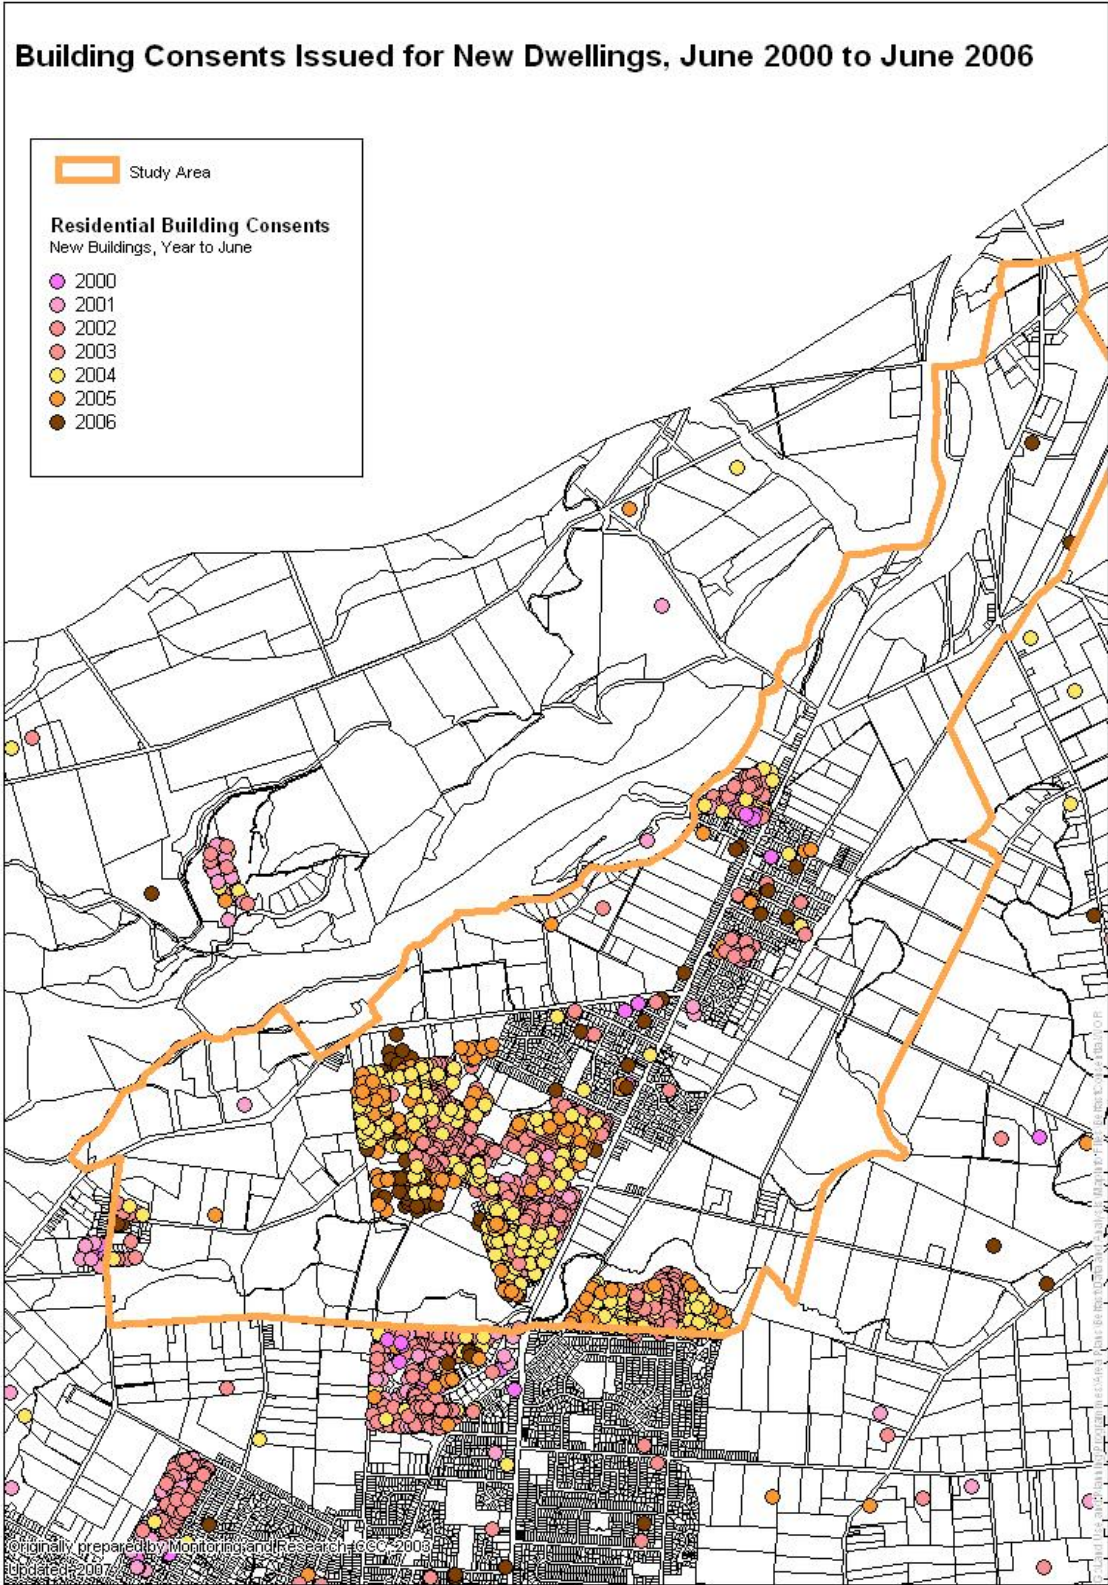 Building Consents Issued for New Dwellings, June 2000 to June 2006
Study Area
Residential Building Consents
New Buildings, Year to June
2000
2001
2002
2003
2004
2005
2006
Originally prepared by Monitoring and Research, CCC, 2003
Updated, 2007